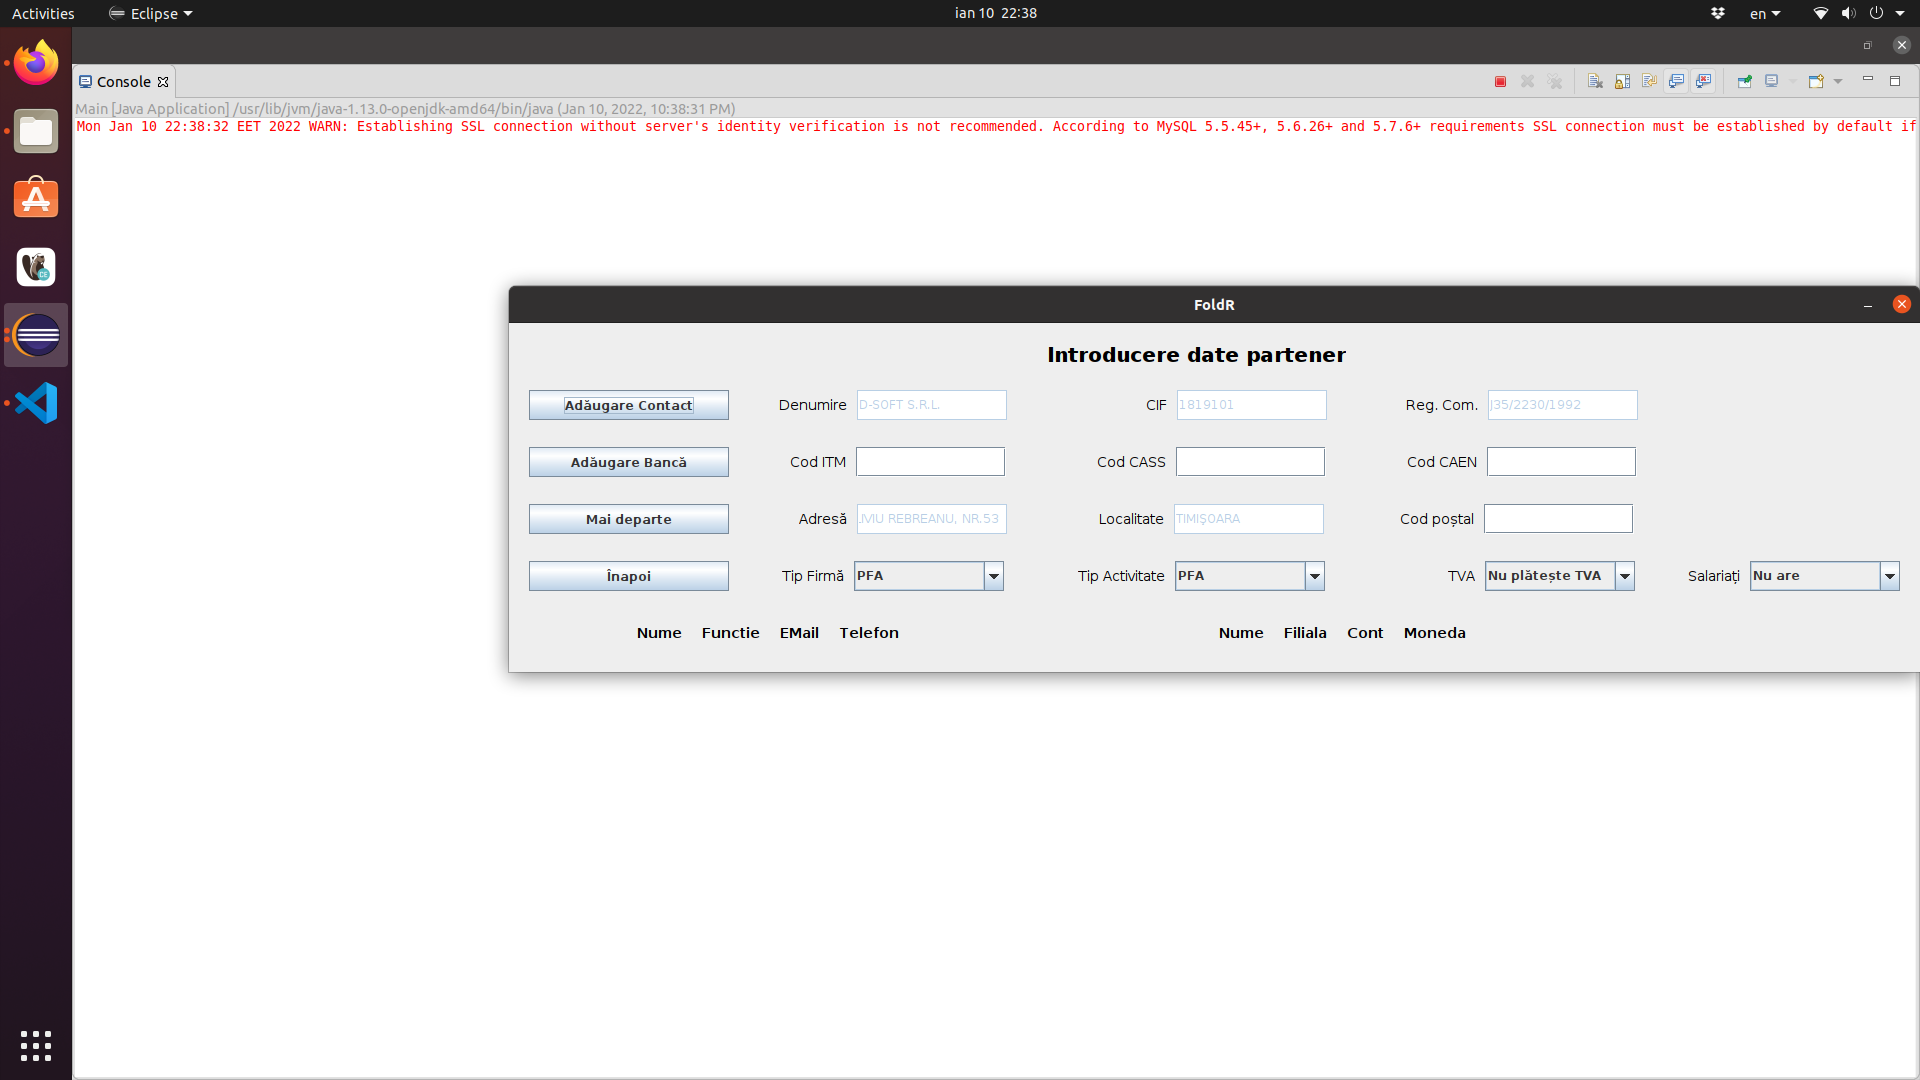 Activities Eclipse ian 10 22:38 en
Console
Main [Java Application] /usr/lib/jvm/java-1.13.0-openjdk-amd64/bin/java (Jan 10, 2022, 10:38:31 PM)
Mon Jan 10 22:38:32 EET 2022 WARN: Establishing SSL connection without server's identity verification is not recommended. According to MySQL 5.5.45+, 5.6.26+ and 5.7.6+ requirements SSL connection must be established by default if
FoldR
Introducere date partener
Adăugare Contact Denumire D-SOFT S.R.L. CIF 1819101 Reg. Com. J35/2230/1992
Adăugare Bancă Cod ITM Cod CASS Cod CAEN
Mai departe Adresă LIVIU REBREANU, NR.53 Localitate TIMIŞOARA Cod poștal
Înapoi Tip Firmă PFA Tip Activitate PFA TVA Nu plătește TVA Salariați Nu are
Nume Functie EMail Telefon Nume Filiala Cont Moneda